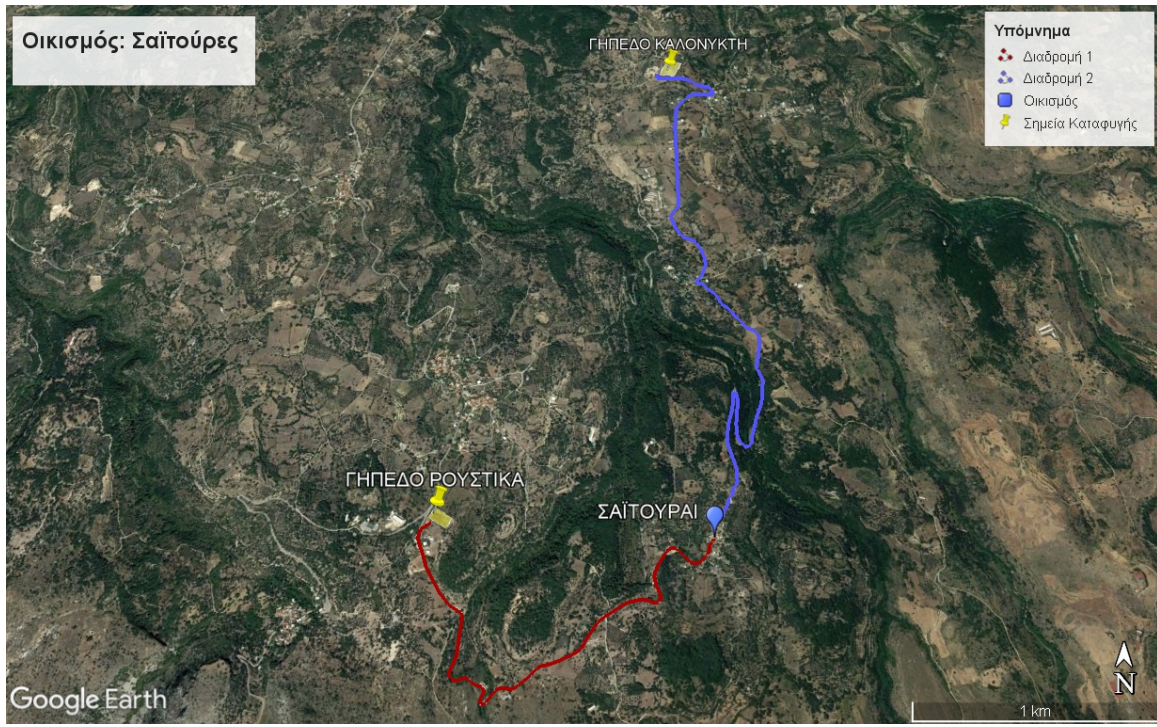 Οικισμός: Σαϊτούρες
Υπόμνημα
Διαδρομή 1
Διαδρομή 2
Οικισμός
Σημεία Καταφυγής
ΓΗΠΕΔΟ ΚΑΛΟΝΥΚΤΗ
ΓΗΠΕΔΟ ΡΟΥΣΤΙΚΑ
ΣΑΪΤΟΥΡΑΙ
Google Earth
N
1 km